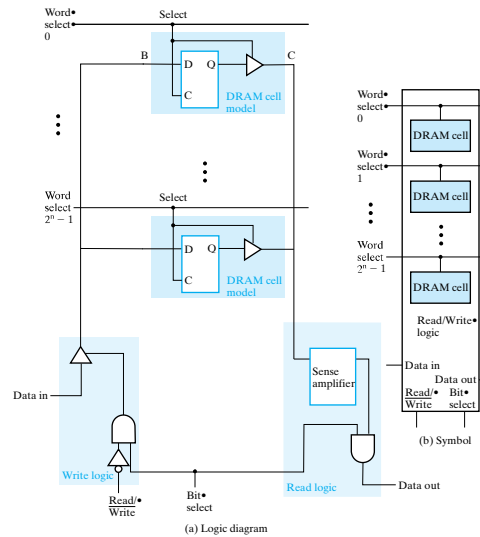 Word•
select
0
Select
B
C
D
Q
C
DRAM cell
model
Word
select
2ⁿ – 1
Select
D
Q
C
DRAM cell
model
Sense
amplifier
Data in
Write logic
Read/•
Write
Bit•
select
Read logic
Data out
(a) Logic diagram
Word•
select
0
DRAM cell
Word•
select
1
DRAM cell
Word
select
2ⁿ – 1
DRAM cell
Read/Write•
logic
Data in
Data out
Read/•
Write
Bit•
select
(b) Symbol